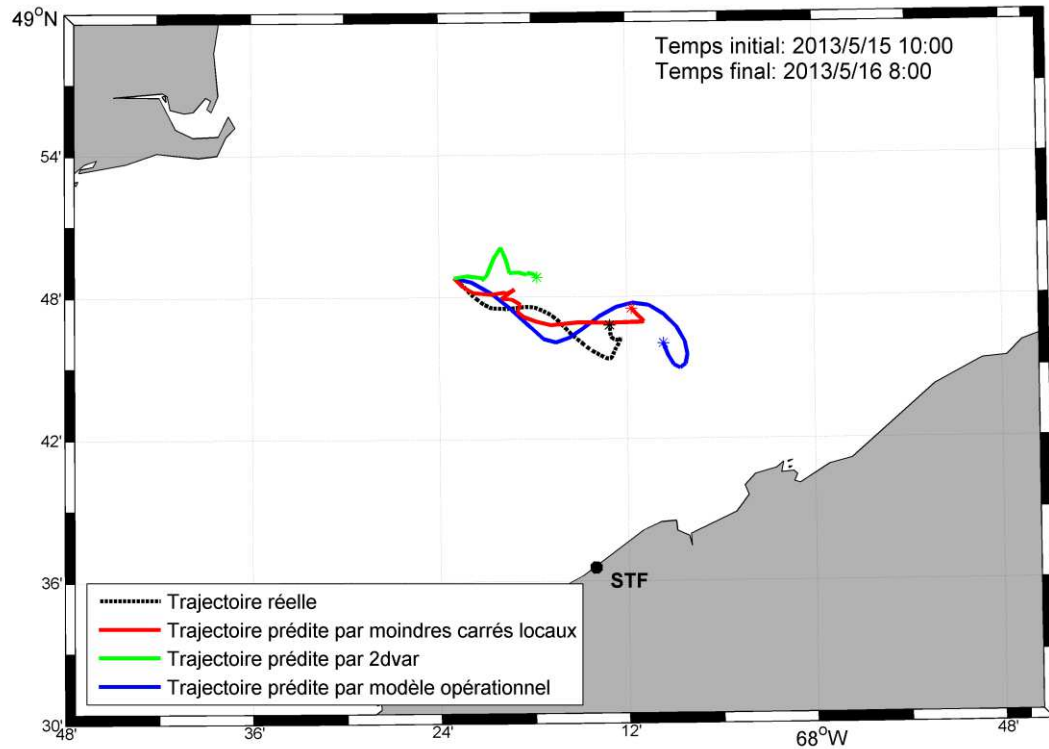 49°N
Temps initial: 2013/5/15 10:00
Temps final: 2013/5/16 8:00
54'
48'
42'
36'
STF
Trajectoire réelle
Trajectoire prédite par moindres carrés locaux
Trajectoire prédite par 2dvar
Trajectoire prédite par modèle opérationnel
30'
48' 36' 24' 12' 68°W 48'